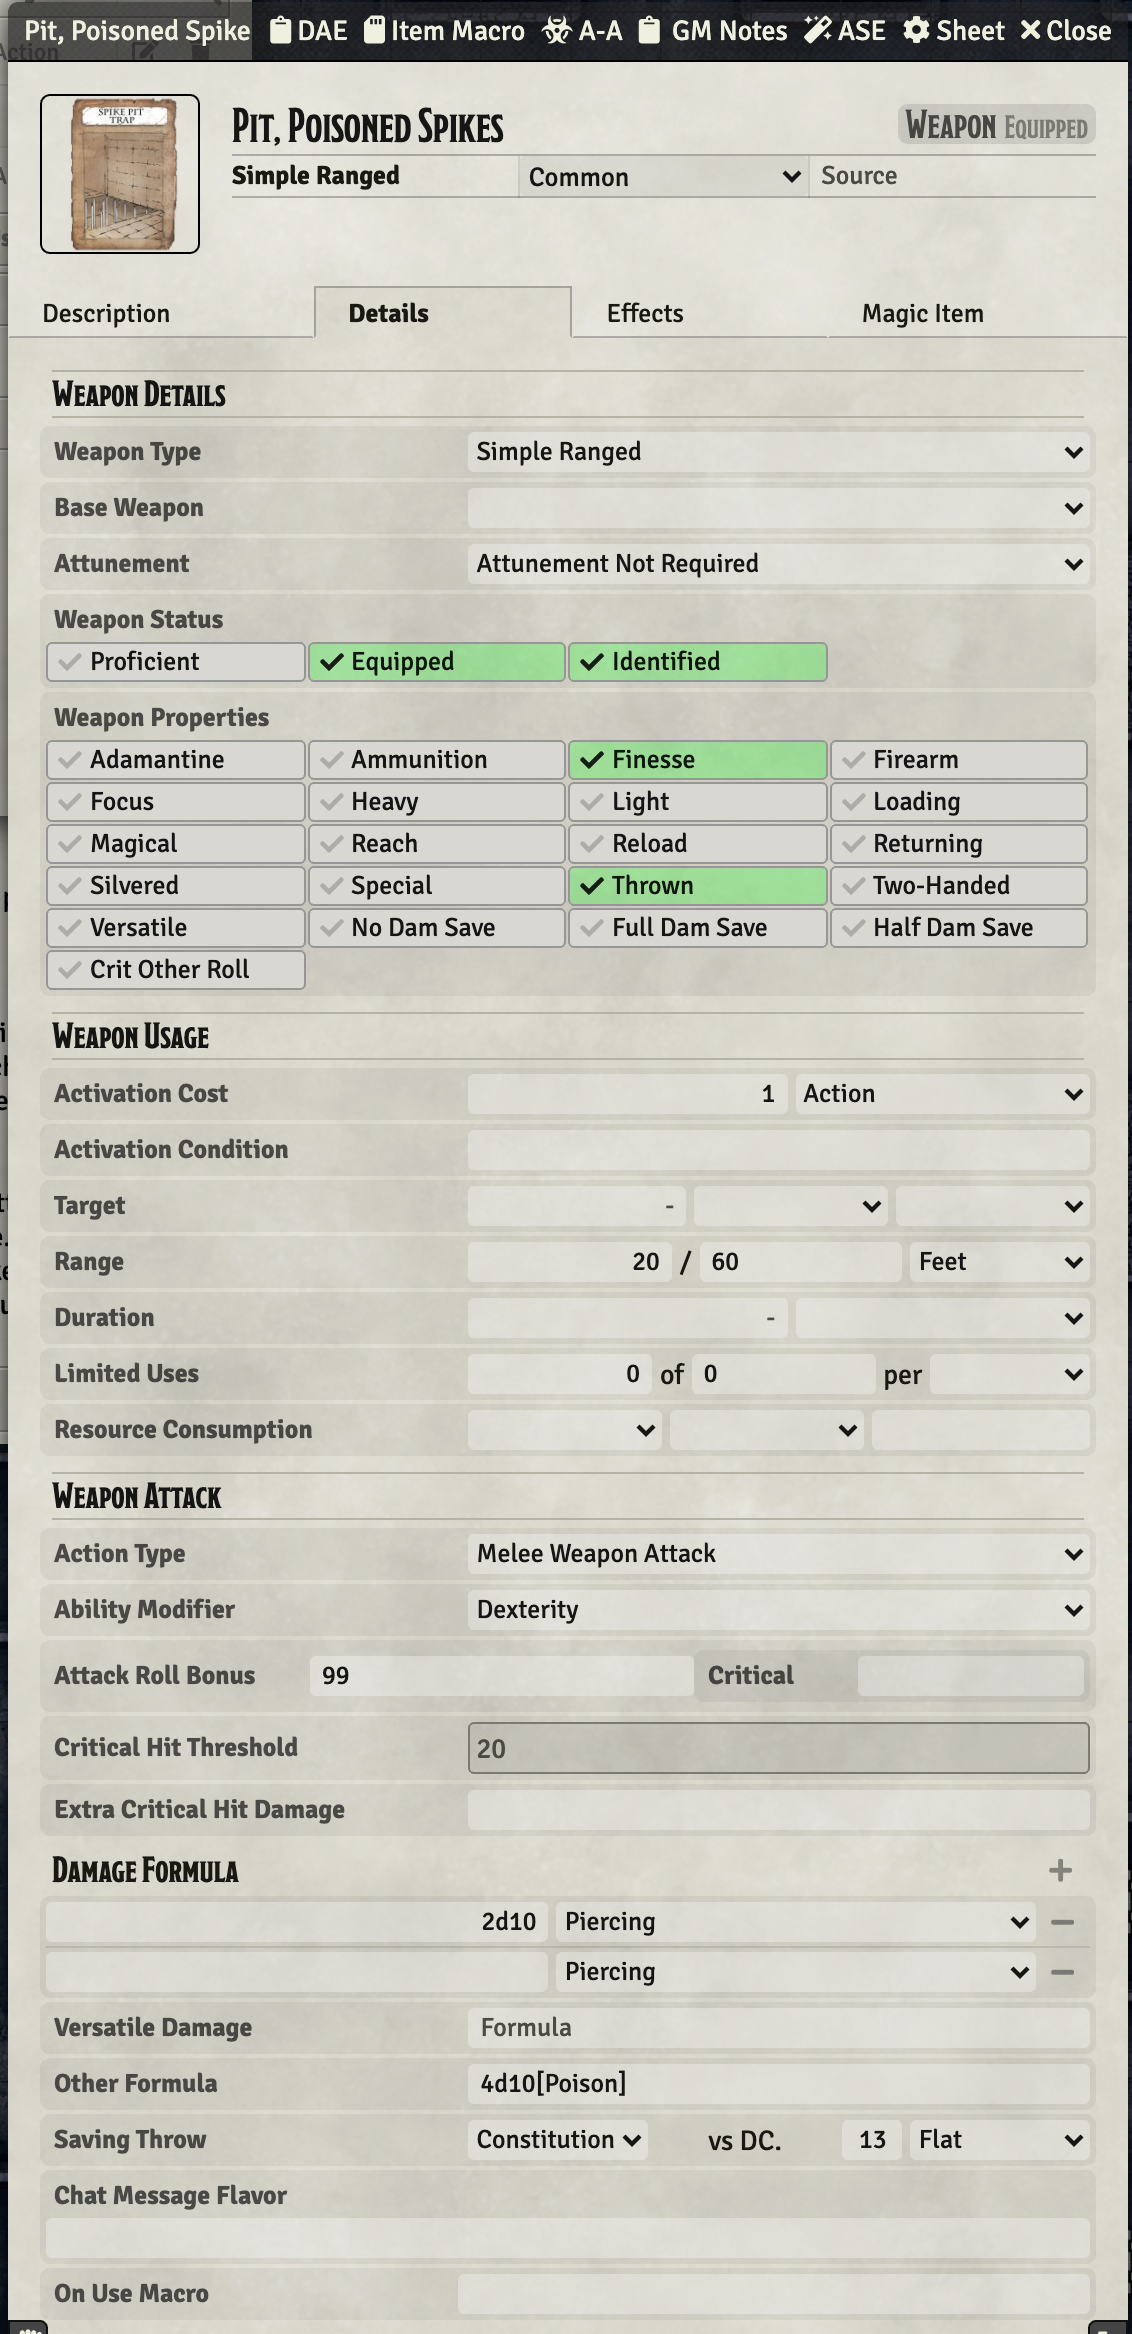 Pit, Poisoned Spike DAE Item Macro A-A GM Notes ASE Sheet Close
SPIKE PIT
TRAP
Pit, Poisoned Spikes
Weapon Equipped
Simple Ranged Common Source
Description Details Effects Magic Item
Weapon Details
Weapon Type Simple Ranged
Base Weapon
Attunement Attunement Not Required
Weapon Status
Proficient Equipped Identified
Weapon Properties
Adamantine Ammunition Finesse Firearm
Focus Heavy Light Loading
Magical Reach Reload Returning
Silvered Special Thrown Two-Handed
Versatile No Dam Save Full Dam Save Half Dam Save
Crit Other Roll
Weapon Usage
Activation Cost 1 Action
Activation Condition
Target -
Range 20 / 60 Feet
Duration -
Limited Uses 0 of 0 per
Resource Consumption
Weapon Attack
Action Type Melee Weapon Attack
Ability Modifier Dexterity
Attack Roll Bonus 99 Critical
Critical Hit Threshold 20
Extra Critical Hit Damage
Damage Formula
2d10 Piercing
Piercing
Versatile Damage Formula
Other Formula 4d10[Poison]
Saving Throw Constitution vs DC. 13 Flat
Chat Message Flavor
On Use Macro